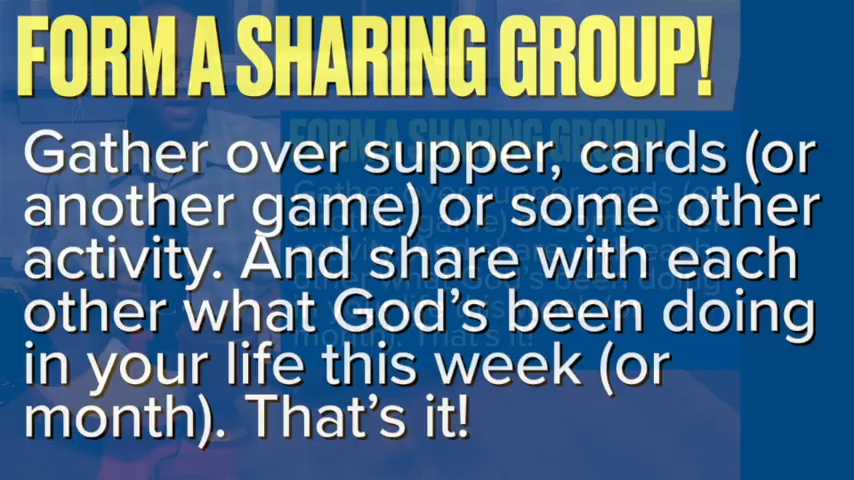 FORM A SHARING GROUP!
Gather over supper, cards (or
another game) or some other
activity. And share with each
other what God's been doing
in your life this week (or
month). That's it!